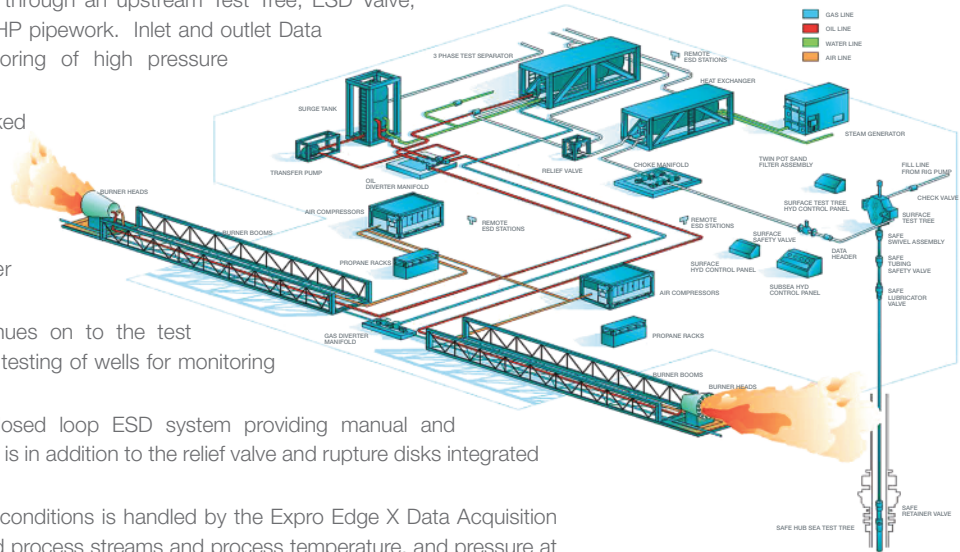 through an upstream Test Tree, ESD valve,
HP pipework. Inlet and outlet Data
oring of high pressure
ked
er
nues on to the test
testing of wells for monitoring
osed loop ESD system providing manual and
is in addition to the relief valve and rupture disks integrated
conditions is handled by the Expro Edge X Data Acquisition
d process streams and process temperature, and pressure at
GAS LINE
OIL LINE
WATER LINE
AIR LINE
3 PHASE TEST SEPARATOR
REMOTE
ESD STATIONS
HEAT EXCHANGER
SURGE TANK
STEAM GENERATOR
TRANSFER PUMP
OIL
DIVERTER MANIFOLD
RELIEF VALVE
CHOKE MANIFOLD
TWIN POT SAND
FILTER ASSEMBLY
FILL LINE
FROM RIG PUMP
CHECK VALVE
BURNER HEADS
SURFACE TEST TREE
HYD CONTROL PANEL
SURFACE
TEST TREE
AIR COMPRESSORS
REMOTE
ESD STATIONS
REMOTE
ESD STATIONS
SURFACE
SAFETY VALVE
DATA
HEADER
SAFE
SWIVEL ASSEMBLY
BURNER BOOMS
PROPANE RACKS
SURFACE
HYD CONTROL PANEL
SUBSEA HYD
CONTROL PANEL
SAFE
TUBING
SAFETY VALVE
AIR COMPRESSORS
SAFE
LUBRICATOR
VALVE
GAS DIVERTER
MANIFOLD
PROPANE RACKS
BURNER BOOMS
BURNER HEADS
SAFE
RETAINER VALVE
SAFE HUB SEA TEST TREE